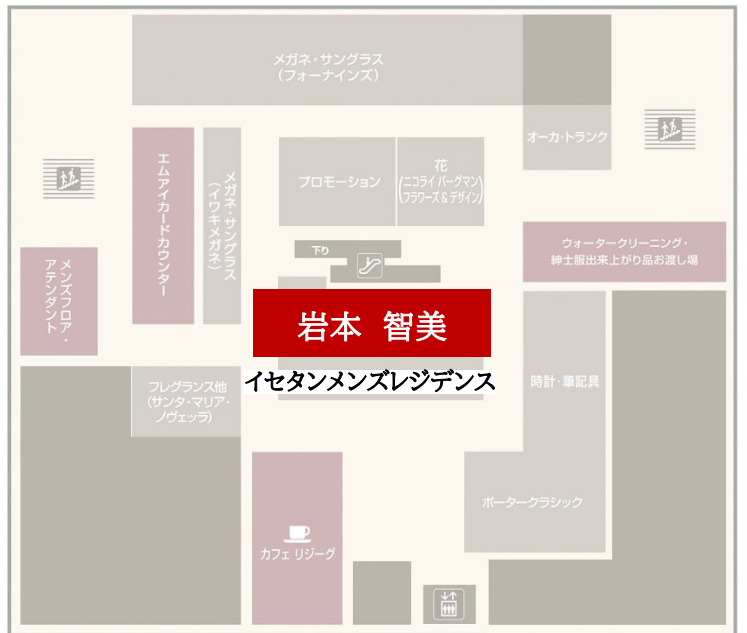 メガネ・サングラス
(フォーナインズ)
オーカ・トランク
エムアイカードカウンター
メガネ・サングラス
(イワキメガネ)
プロモーション
花
(ニコライ バーグマン
フラワーズ & デザイン)
下り
ウォータークリーニング・
紳士服出来上がり品お渡し場
メンズフロア・
アテンダント
岩本 智美
イセタンメンズレジデンス
時計・筆記具
フレグランス他
(サンタ・マリア・
ノヴェッラ)
ポータークラシック
カフェ リジーグ